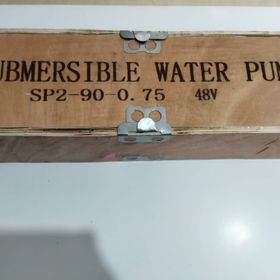 UBMERSIBLE WATER PUM
SP2-90-0.75 48V